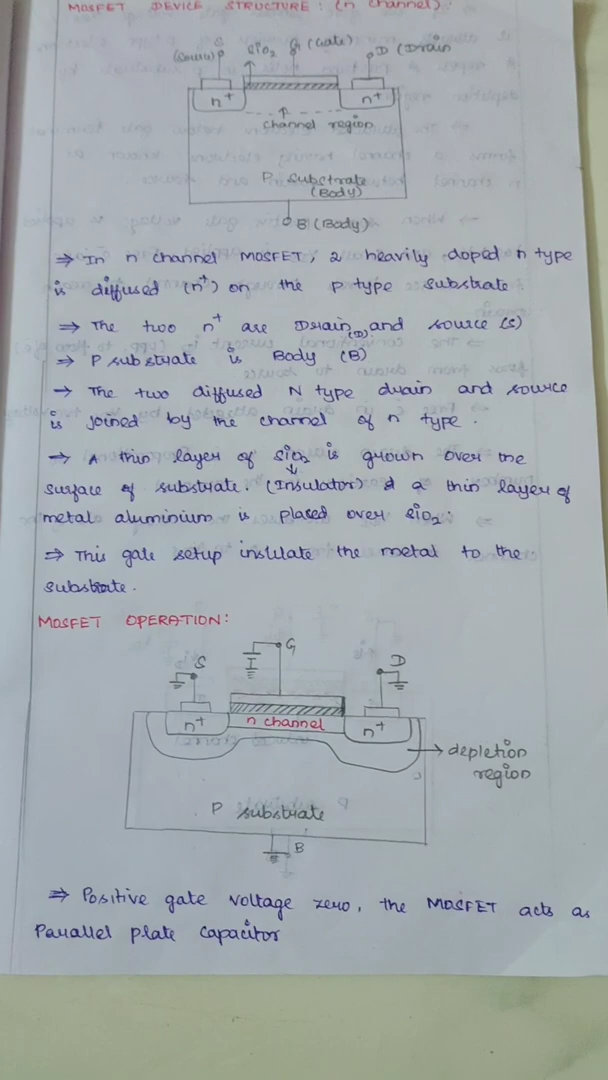 MOSFET DEVICE STRUCTURE: (n channel):
S (Source) SiO2 G (Gate) D (Drain
n+ n+
channel region
P substrate
(Body)
B (Body)
⇒ In n channel MOSFET, 2 heavily doped n type
is diffused (n+) on the p type substrate.
⇒ The two n+ are Drain(D) and source (S)
⇒ P substrate is Body (B)
→ The two diffused N type drain and source
is joined by the channel of n type.
→ A thin layer of SiO2 is grown over the
surface of substrate. (Insulator) & a thin layer of
metal aluminium is plased over SiO2.
⇒ This gate setup insulate the metal to the
substrate.
MOSFET OPERATION:
G
S D
n+ n channel n+
→ depletion
region
P substrate
B
⇒ Positive gate voltage zero, the MOSFET acts as
Parallel plate capacitor